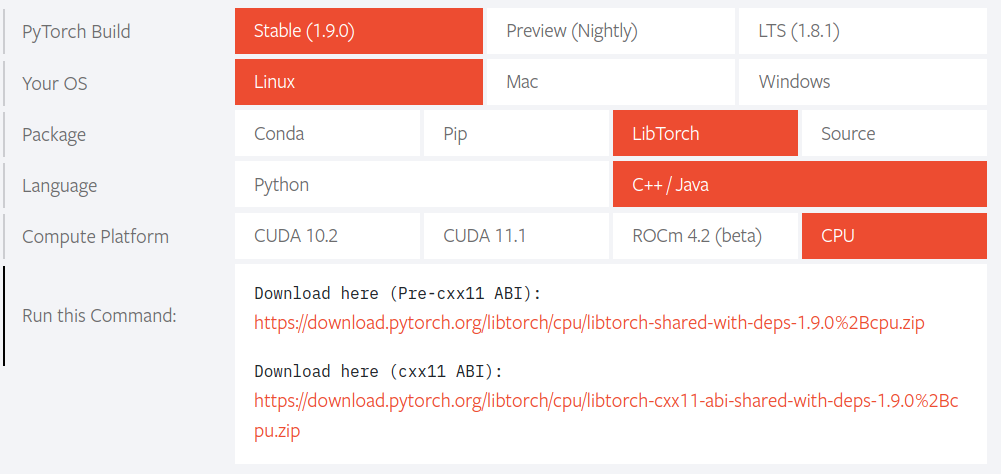 PyTorch Build
Stable (1.9.0)
Preview (Nightly)
LTS (1.8.1)
Your OS
Linux
Mac
Windows
Package
Conda
Pip
LibTorch
Source
Language
Python
C++ / Java
Compute Platform
CUDA 10.2
CUDA 11.1
ROCm 4.2 (beta)
CPU
Run this Command:
Download here (Pre-cxx11 ABI):
https://download.pytorch.org/libtorch/cpu/libtorch-shared-with-deps-1.9.0%2Bcpu.zip
Download here (cxx11 ABI):
https://download.pytorch.org/libtorch/cpu/libtorch-cxx11-abi-shared-with-deps-1.9.0%2Bc
pu.zip